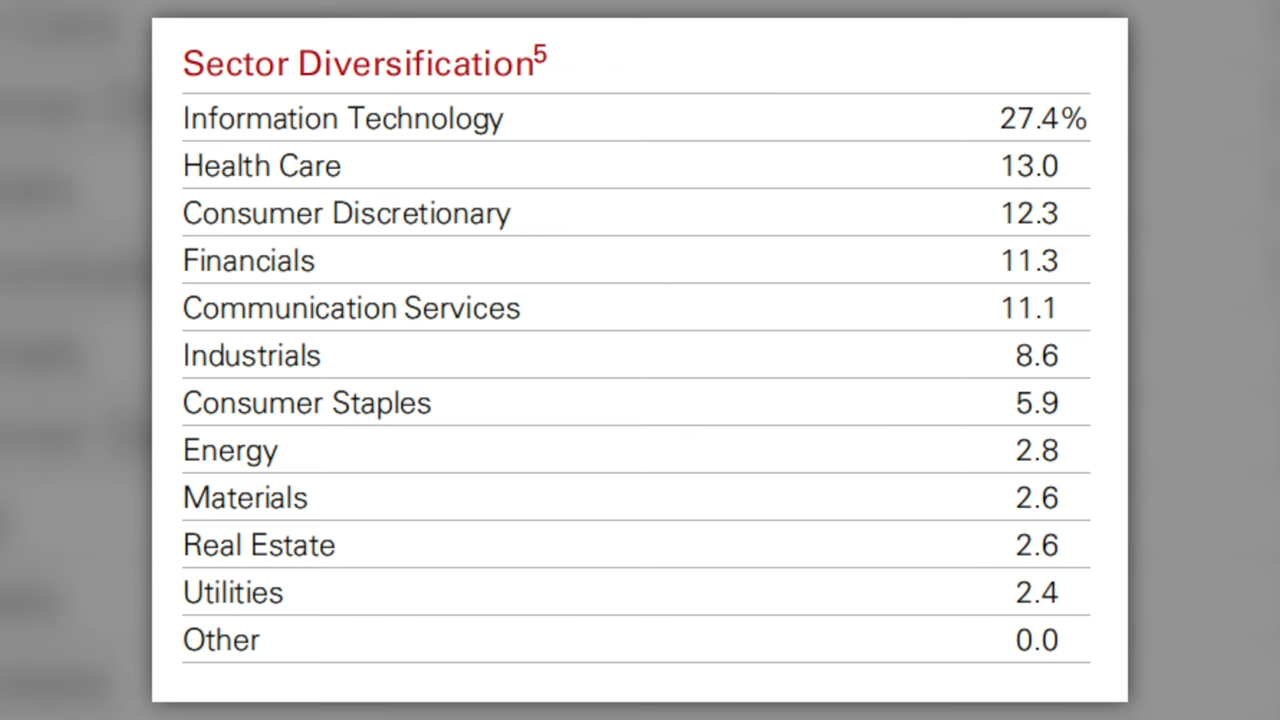 Sector Diversification⁵
Information Technology 27.4%
Health Care 13.0
Consumer Discretionary 12.3
Financials 11.3
Communication Services 11.1
Industrials 8.6
Consumer Staples 5.9
Energy 2.8
Materials 2.6
Real Estate 2.6
Utilities 2.4
Other 0.0